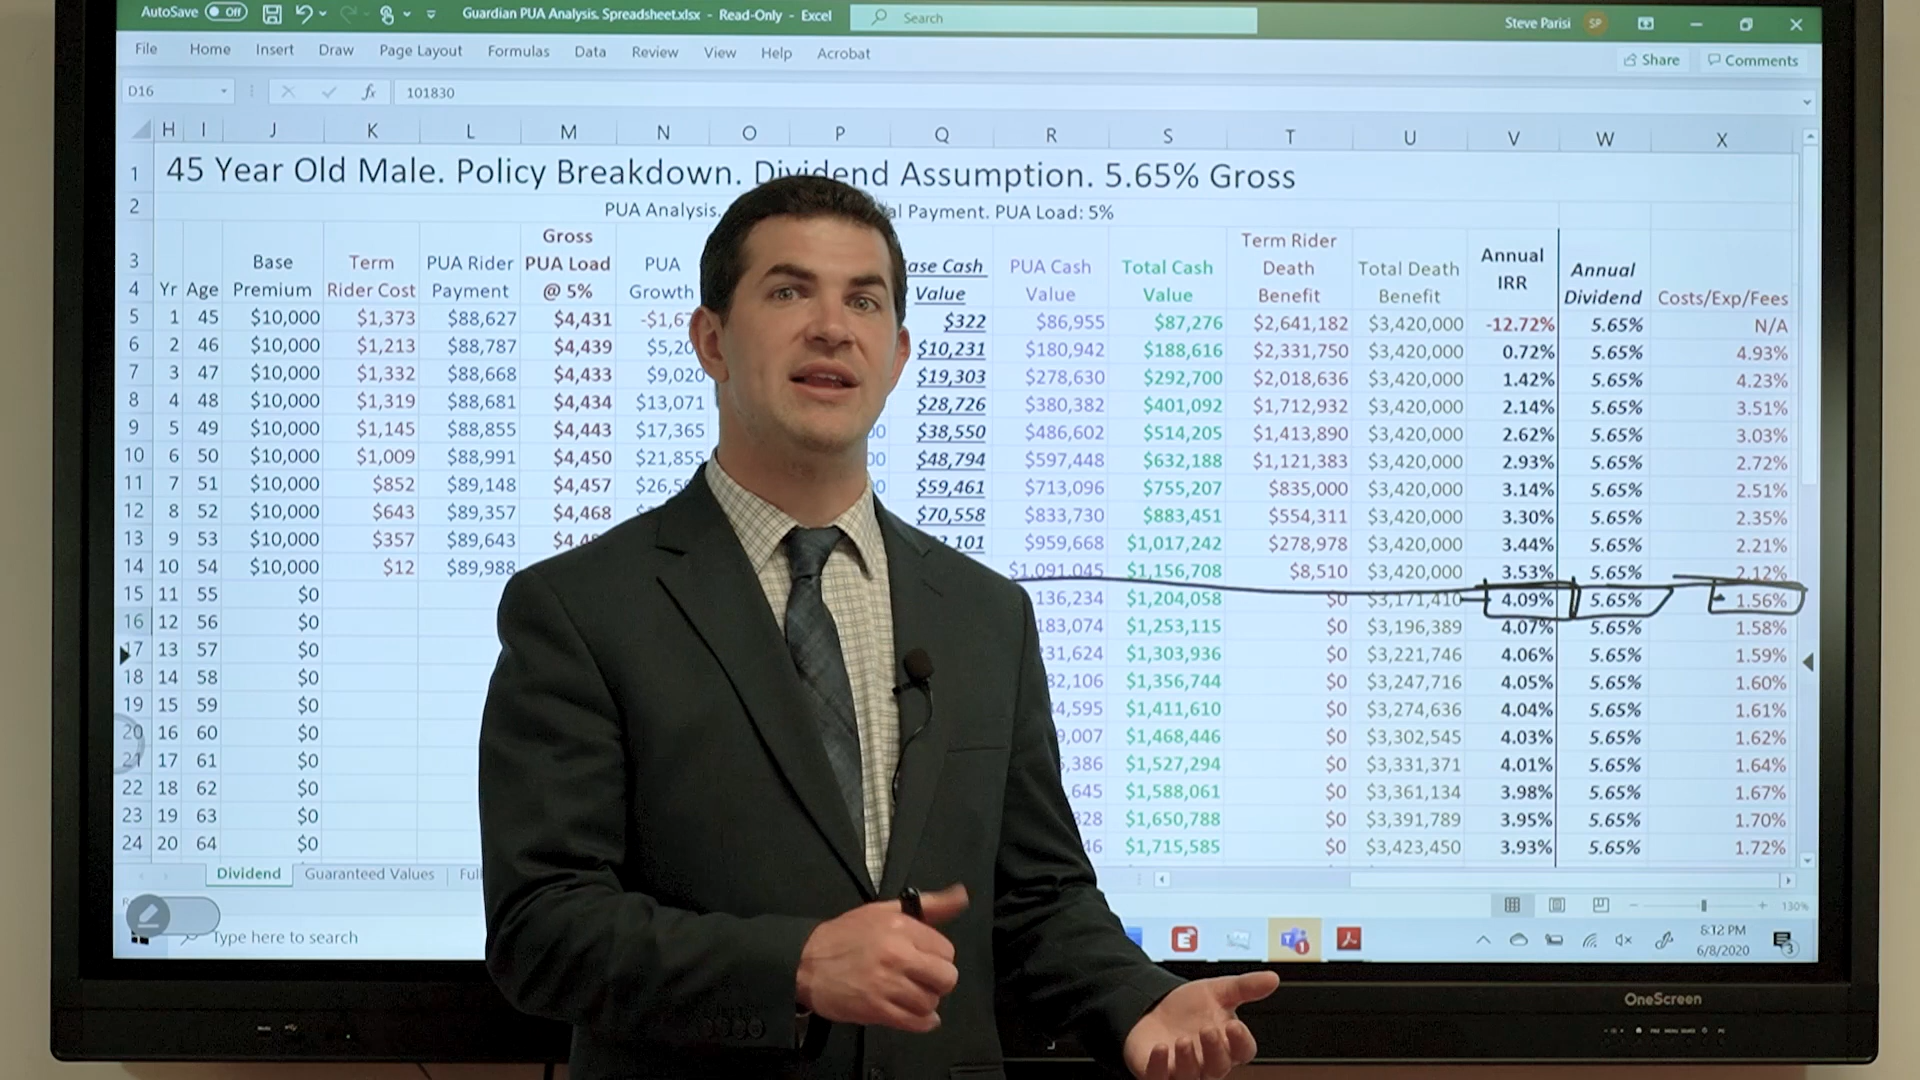 AutoSave Off Guardian PUA Analysis. Spreadsheet.xlsx - Read-Only - Excel Search Steve Parisi SP
File Home Insert Draw Page Layout Formulas Data Review View Help Acrobat Share Comments
D16 fx 101830
H I J K L M N O P Q R S T U V W X
1 45 Year Old Male. Policy Breakdown. Dividend Assumption. 5.65% Gross
2 PUA Analysis. Payment. PUA Load: 5%
Gross Term Rider
3 Base Term PUA Rider PUA Load PUA Cash PUA Cash Total Cash Death Total Death Annual Annual
4 Yr Age Premium Rider Cost Payment @ 5% Growth Value Value Value Benefit Benefit IRR Dividend Costs/Exp/Fees
5 1 45 $10,000 $1,373 $88,627 $4,431 $322 $86,955 $87,276 $2,641,182 $3,420,000 -12.72% 5.65% N/A
6 2 46 $10,000 $1,213 $88,787 $4,439 $10,231 $180,942 $188,616 $2,331,750 $3,420,000 0.72% 5.65% 4.93%
7 3 47 $10,000 $1,332 $88,668 $4,433 $9,020 $19,303 $278,630 $292,700 $2,018,636 $3,420,000 1.42% 5.65% 4.23%
8 4 48 $10,000 $1,319 $88,681 $4,434 $13,071 $28,726 $380,382 $401,092 $1,712,932 $3,420,000 2.14% 5.65% 3.51%
9 5 49 $10,000 $1,145 $88,855 $4,443 $17,365 $38,550 $486,602 $514,205 $1,413,890 $3,420,000 2.62% 5.65% 3.03%
10 6 50 $10,000 $1,009 $88,991 $4,450 $21,855 $48,794 $597,448 $632,188 $1,121,383 $3,420,000 2.93% 5.65% 2.72%
11 7 51 $10,000 $852 $89,148 $4,457 $59,461 $713,096 $755,207 $835,000 $3,420,000 3.14% 5.65% 2.51%
12 8 52 $10,000 $643 $89,357 $4,468 $70,558 $833,730 $883,451 $554,311 $3,420,000 3.30% 5.65% 2.35%
13 9 53 $10,000 $357 $89,643 101 $959,668 $1,017,242 $278,978 $3,420,000 3.44% 5.65% 2.21%
14 10 54 $10,000 $12 $89,988 $1,091,045 $1,156,708 $8,510 $3,420,000 3.53% 5.65% 2.12%
15 11 55 $0 136,234 $1,204,058 $0 $3,171,410 4.09% 5.65% 1.56%
16 12 56 $0 183,074 $1,253,115 $0 $3,196,389 4.07% 5.65% 1.58%
17 13 57 $0 31,624 $1,303,936 $0 $3,221,746 4.06% 5.65% 1.59%
18 14 58 $0 32,106 $1,356,744 $0 $3,247,716 4.05% 5.65% 1.60%
19 15 59 $0 4,595 $1,411,610 $0 $3,274,636 4.04% 5.65% 1.61%
20 16 60 $0 9,007 $1,468,446 $0 $3,302,545 4.03% 5.65% 1.62%
21 17 61 $0 ,386 $1,527,294 $0 $3,331,371 4.01% 5.65% 1.64%
22 18 62 $0 ,645 $1,588,061 $0 $3,361,134 3.98% 5.65% 1.67%
23 19 63 $0 328 $1,650,788 $0 $3,391,789 3.95% 5.65% 1.70%
24 20 64 $0 46 $1,715,585 $0 $3,423,450 3.93% 5.65% 1.72%
Dividend Guaranteed Values
130%
Type here to search 6/8/2020
OneScreen